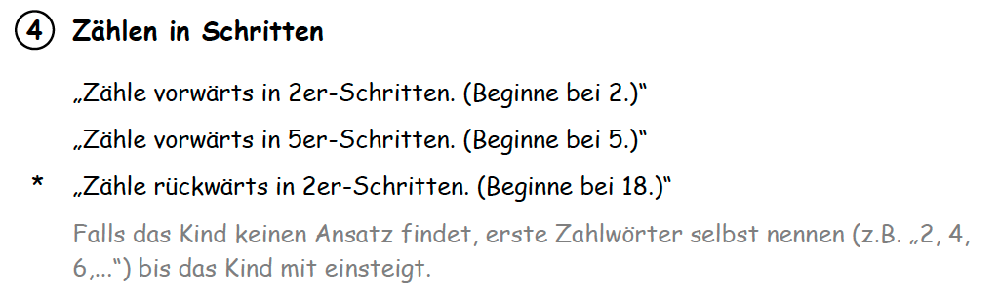 4 Zählen in Schritten
„Zähle vorwärts in 2er-Schritten. (Beginne bei 2.)“
„Zähle vorwärts in 5er-Schritten. (Beginne bei 5.)“
* „Zähle rückwärts in 2er-Schritten. (Beginne bei 18.)“
Falls das Kind keinen Ansatz findet, erste Zahlwörter selbst nennen (z.B. „2, 4,
6,...“) bis das Kind mit einsteigt.